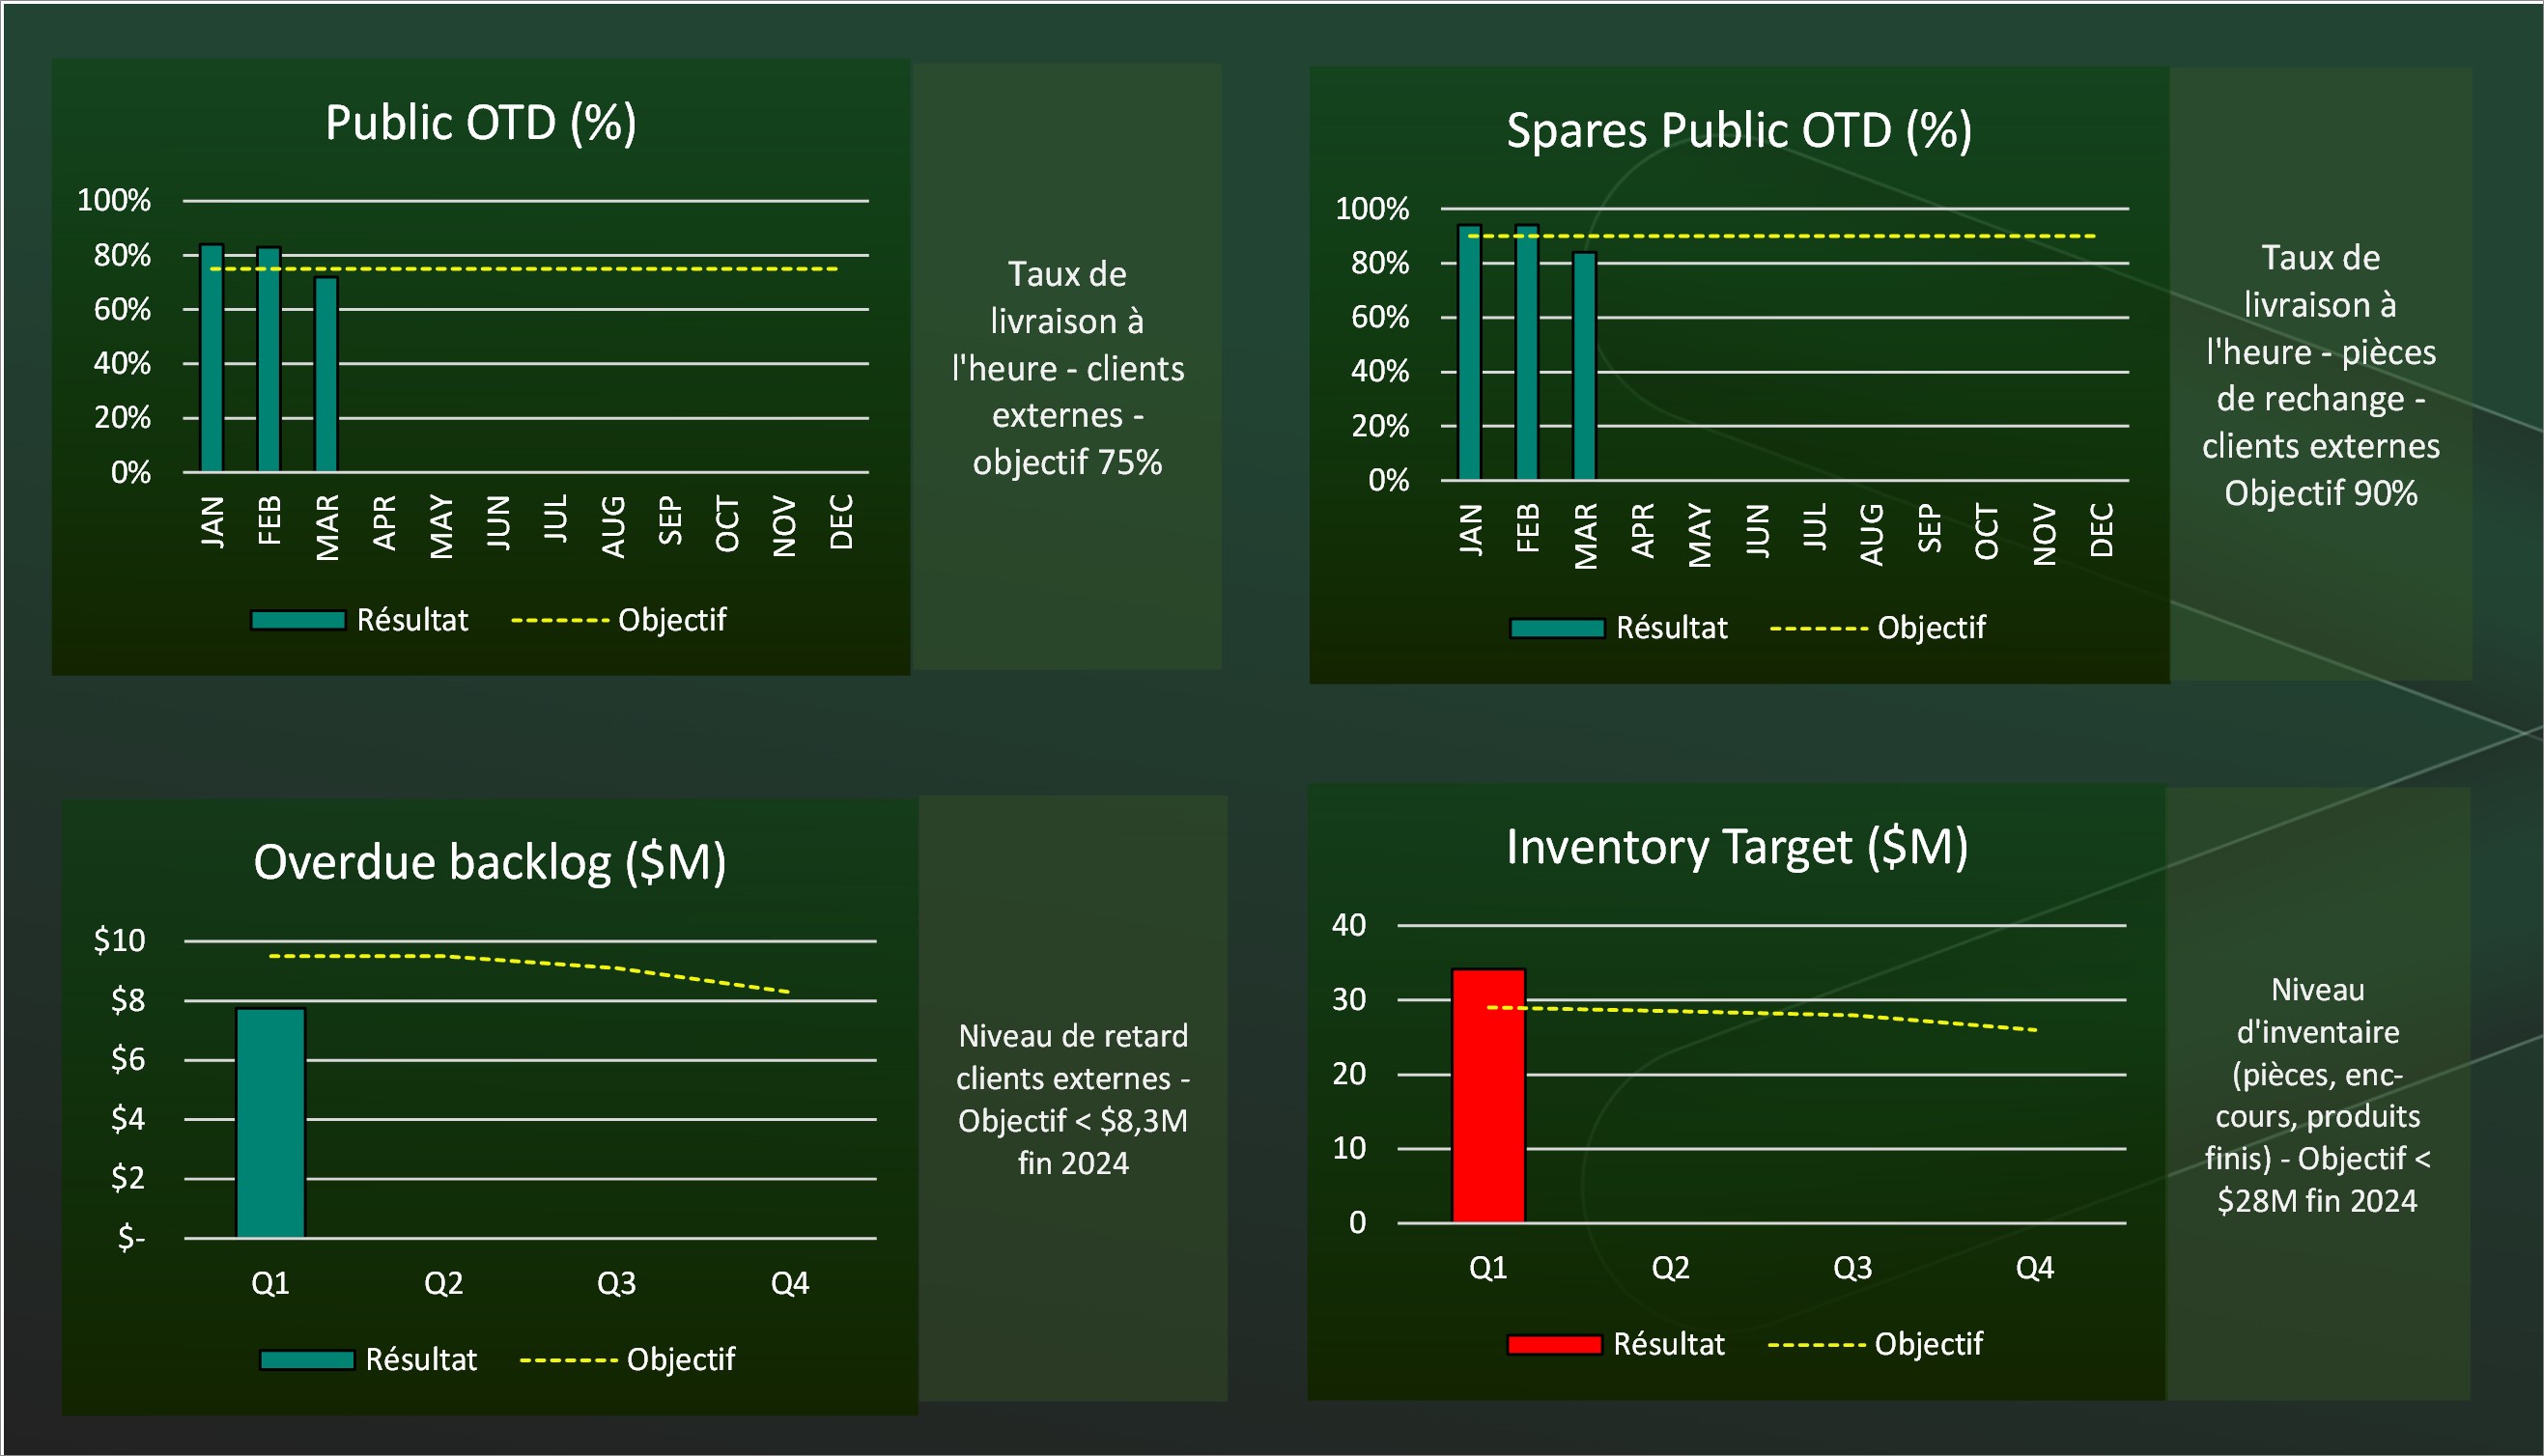 Public OTD (%)
100%
80%
60%
40%
20%
0%
JAN
FEB
MAR
APR
MAY
JUN
JUL
AUG
SEP
OCT
NOV
DEC
Résultat
Objectif
Taux de
livraison à
l'heure - clients
externes -
objectif 75%
Spares Public OTD (%)
100%
80%
60%
40%
20%
0%
JAN
FEB
MAR
APR
MAY
JUN
JUL
AUG
SEP
OCT
NOV
DEC
Résultat
Objectif
Taux de
livraison à
l'heure - pièces
de rechange -
clients externes
Objectif 90%
Overdue backlog ($M)
$10
$8
$6
$4
$2
$-
Q1
Q2
Q3
Q4
Résultat
Objectif
Niveau de retard
clients externes -
Objectif < $8,3M
fin 2024
Inventory Target ($M)
40
30
20
10
0
Q1
Q2
Q3
Q4
Résultat
Objectif
Niveau
d'inventaire
(pièces, enc-
cours, produits
finis) - Objectif <
$28M fin 2024